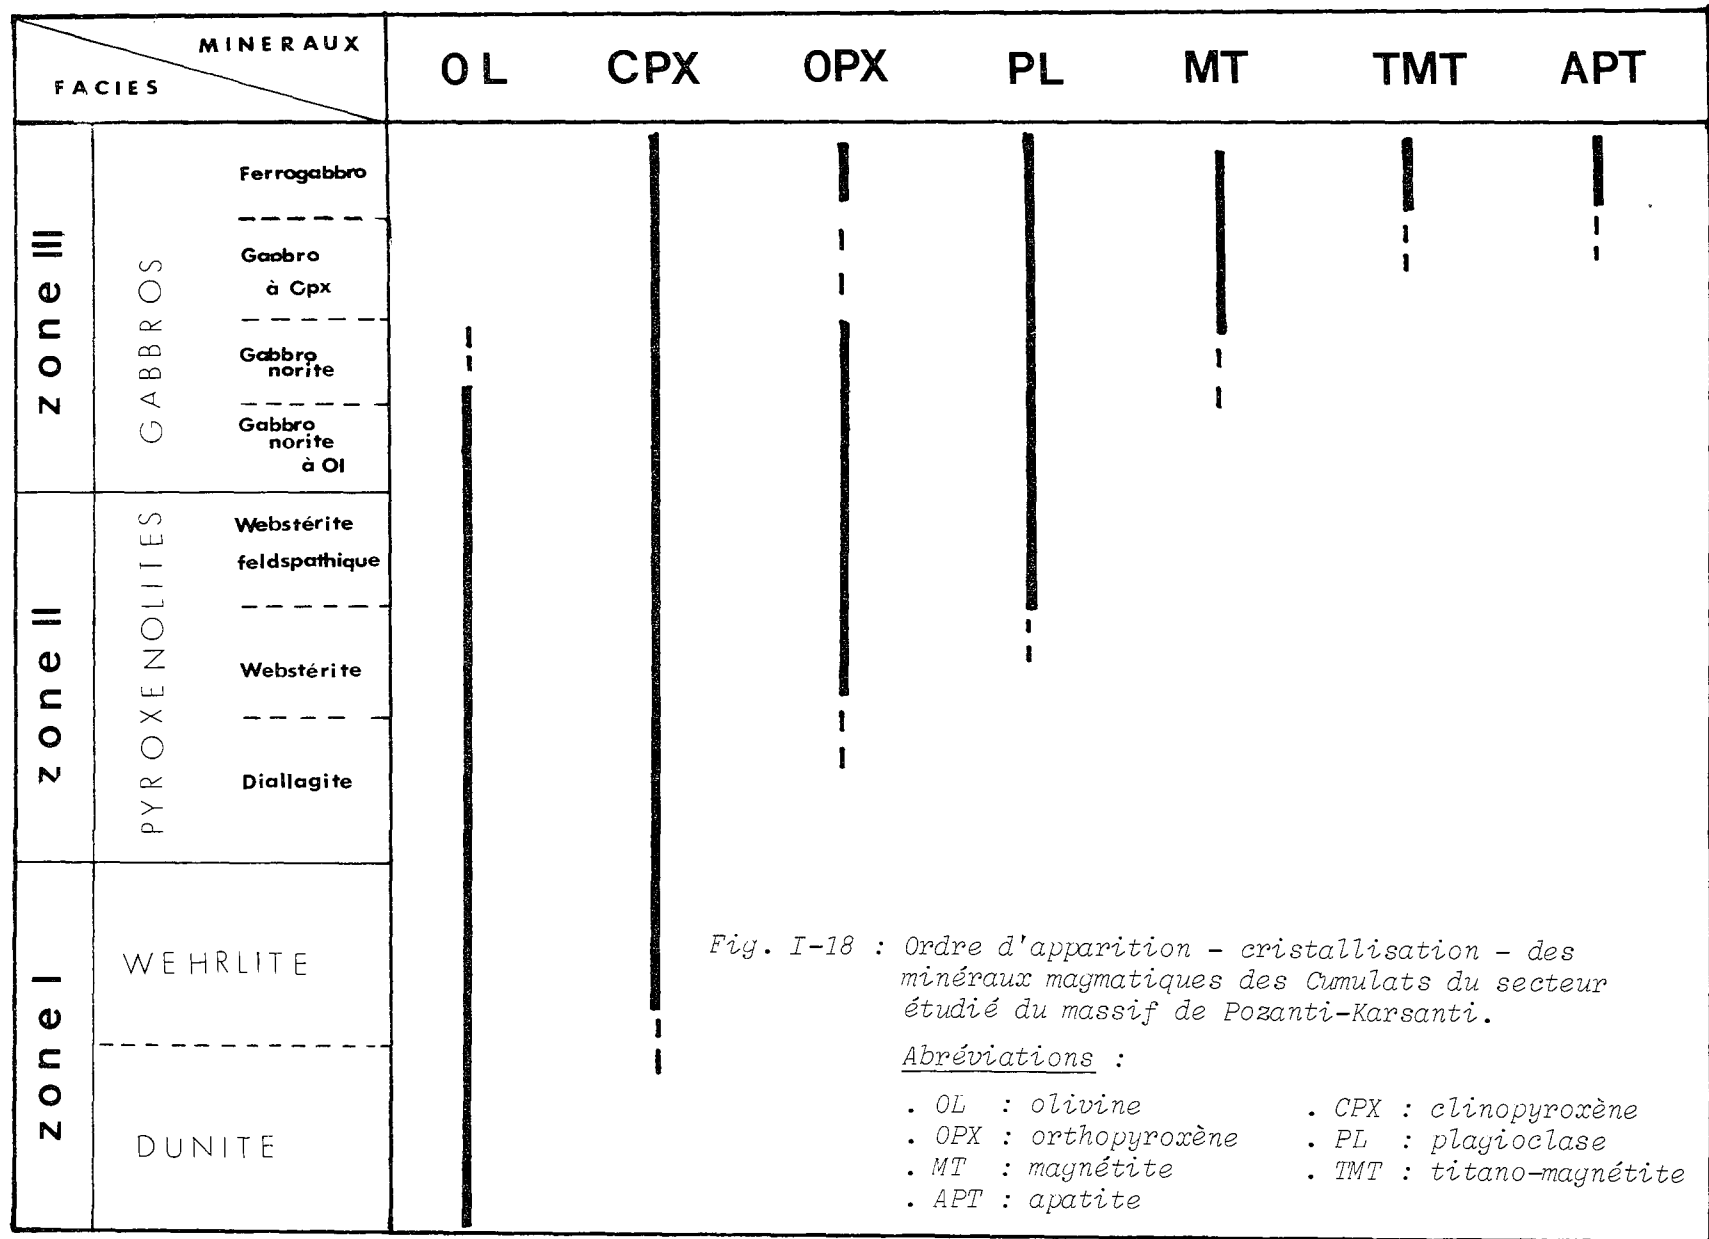 MINERAUX
FACIES
OL CPX OPX PL MT TMT APT
zone III
GABBROS
Ferrogabbro
Gabbro
à Cpx
Gabbro
norite
Gabbro
norite
à Ol
zone II
PYROXENOLITES
Webstérite
feldspathique
Webstérite
Diallagite
zone I
WEHRLITE
DUNITE
Fig. I-18 : Ordre d'apparition - cristallisation - des
minéraux magmatiques des Cumulats du secteur
étudié du massif de Pozanti-Karsanti.
Abréviations :
. OL : olivine . CPX : clinopyroxène
. OPX : orthopyroxène . PL : plagioclase
. MT : magnétite . TMT : titano-magnétite
. APT : apatite